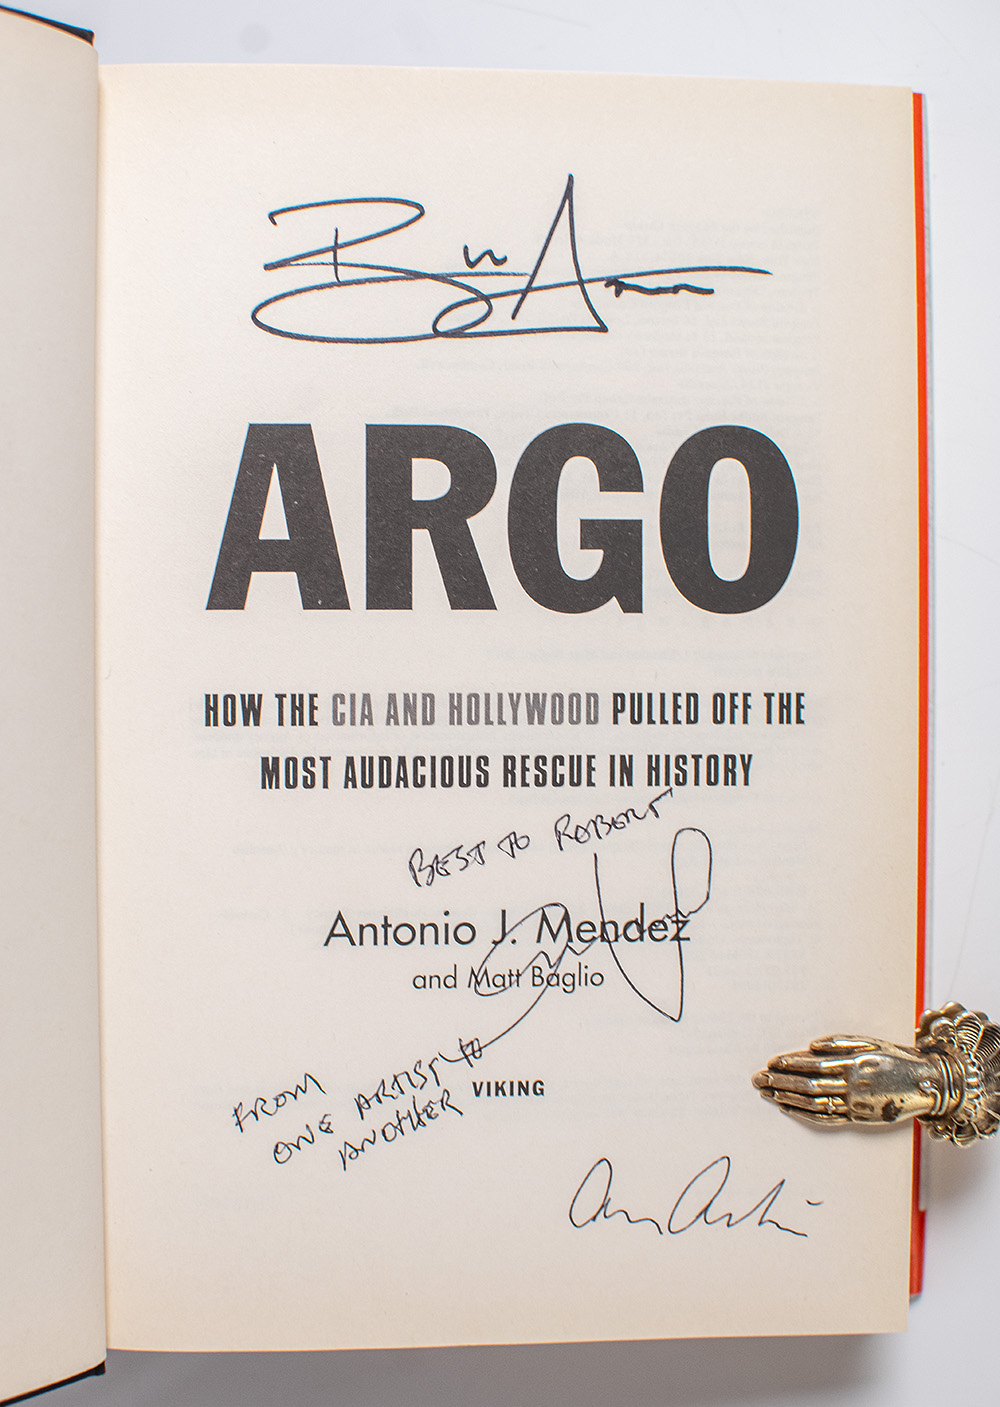 ARGO
HOW THE CIA AND HOLLYWOOD PULLED OFF THE
MOST AUDACIOUS RESCUE IN HISTORY
BEST TO ROBERT
Antonio J. Mendez
and Matt Baglio
FROM
ONE ARTIST to
ANOTHER
VIKING